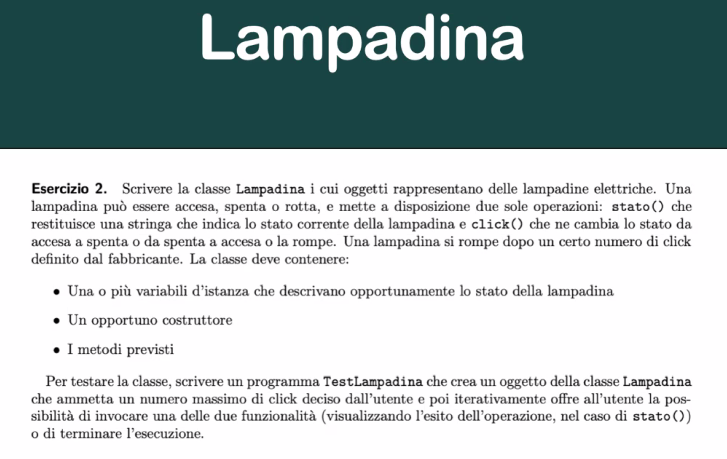 Lampadina
Esercizio 2. Scrivere la classe Lampadina i cui oggetti rappresentano delle lampadine elettriche. Una
lampadina può essere accesa, spenta o rotta, e mette a disposizione due sole operazioni: stato() che
restituisce una stringa che indica lo stato corrente della lampadina e click() che ne cambia lo stato da
accesa a spenta o da spenta a accesa o la rompe. Una lampadina si rompe dopo un certo numero di click
definito dal fabbricante. La classe deve contenere:
• Una o più variabili d'istanza che descrivano opportunamente lo stato della lampadina
• Un opportuno costruttore
• I metodi previsti
Per testare la classe, scrivere un programma TestLampadina che crea un oggetto della classe Lampadina
che ammetta un numero massimo di click deciso dall'utente e poi iterativamente offre all'utente la pos-
sibilità di invocare una delle due funzionalità (visualizzando l'esito dell'operazione, nel caso di stato())
o di terminare l'esecuzione.